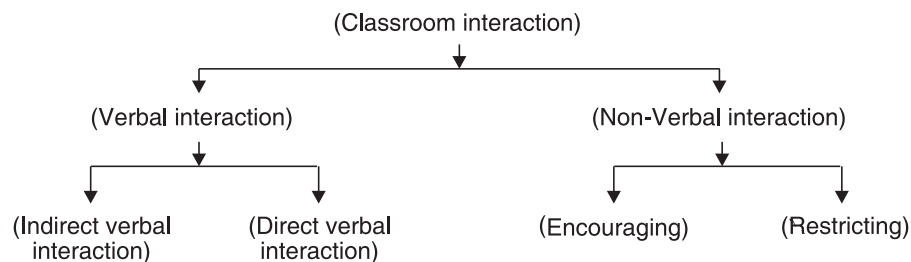 (Classroom interaction)
(Verbal interaction)
(Non-Verbal interaction)
(Indirect verbal
interaction)
(Direct verbal
interaction)
(Encouraging)
(Restricting)